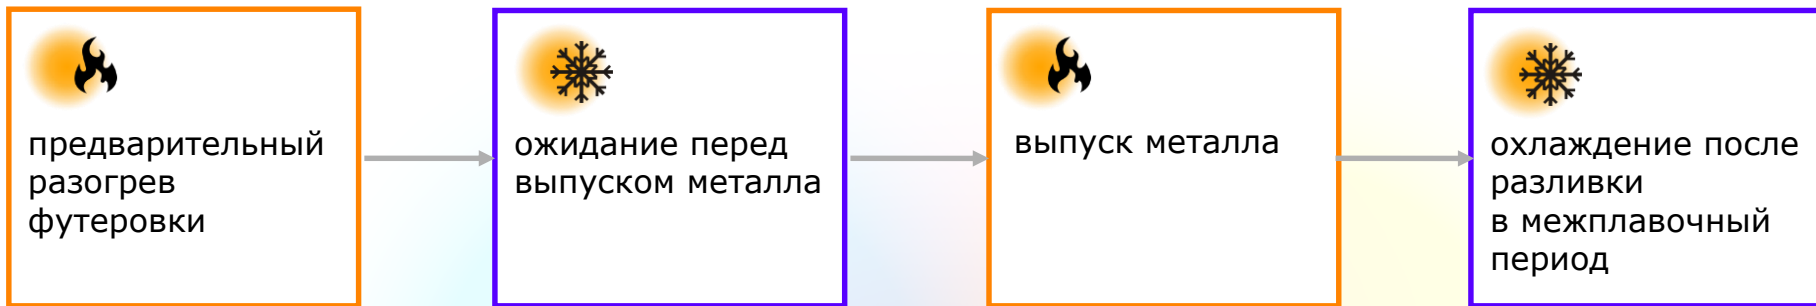 предварительный
разогрев
футеровки
ожидание перед
выпуском металла
выпуск металла
охлаждение после
разливки
в межплавочный
период